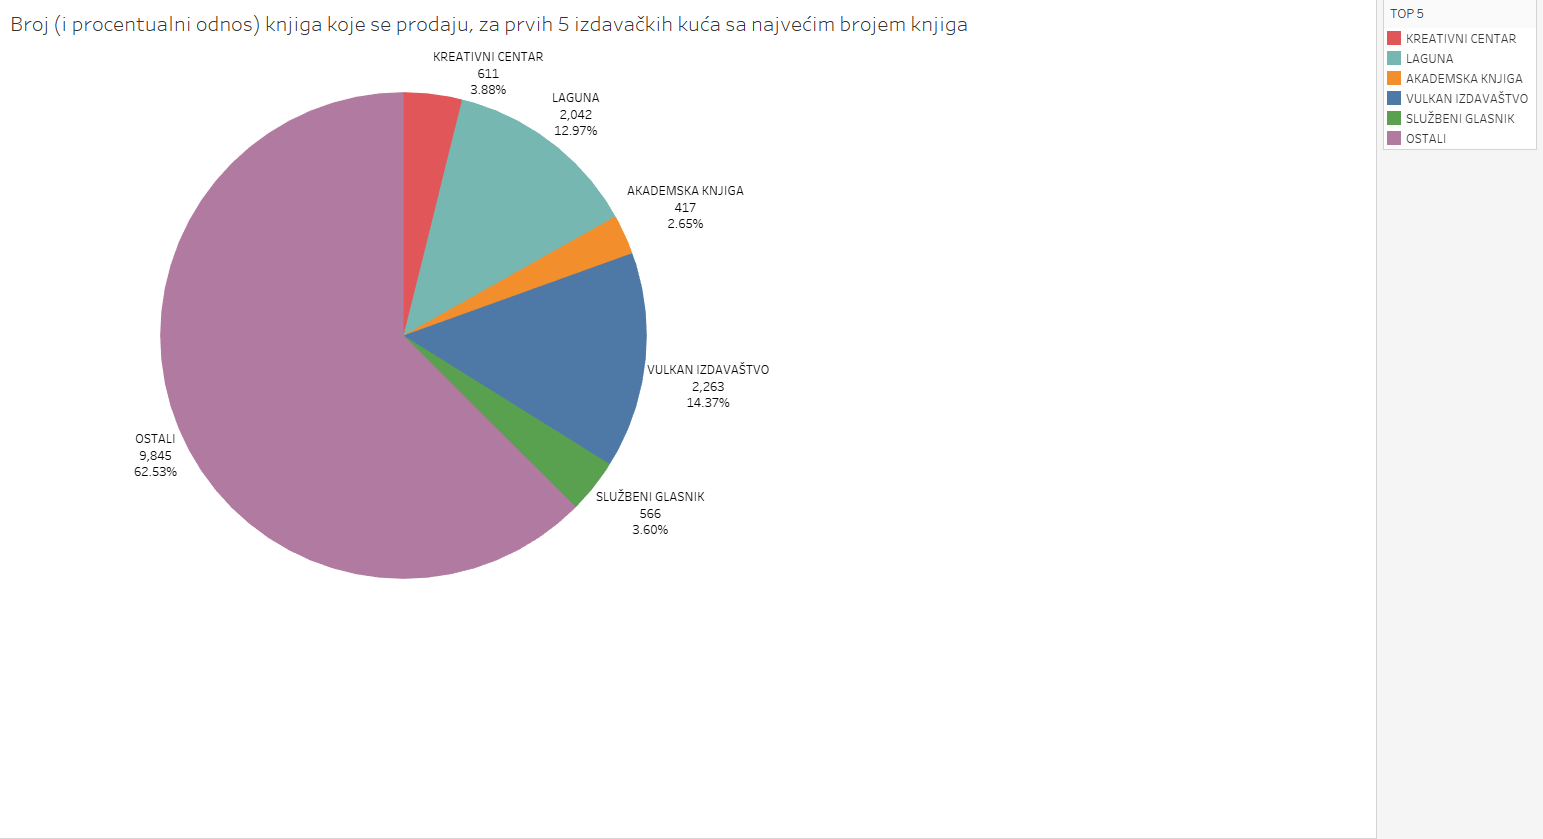 Broj (i procentualni odnos) knjiga koje se prodaju, za prvih 5 izdavačkih kuća sa najvećim brojem knjiga
KREATIVNI CENTAR
611
3.88%
LAGUNA
2,042
12.97%
AKADEMSKA KNJIGA
417
2.65%
VULKAN IZDAVAŠTVO
2,263
14.37%
SLUŽBENI GLASNIK
566
3.60%
OSTALI
9,845
62.53%
TOP 5
KREATIVNI CENTAR
LAGUNA
AKADEMSKA KNJIGA
VULKAN IZDAVAŠTVO
SLUŽBENI GLASNIK
OSTALI